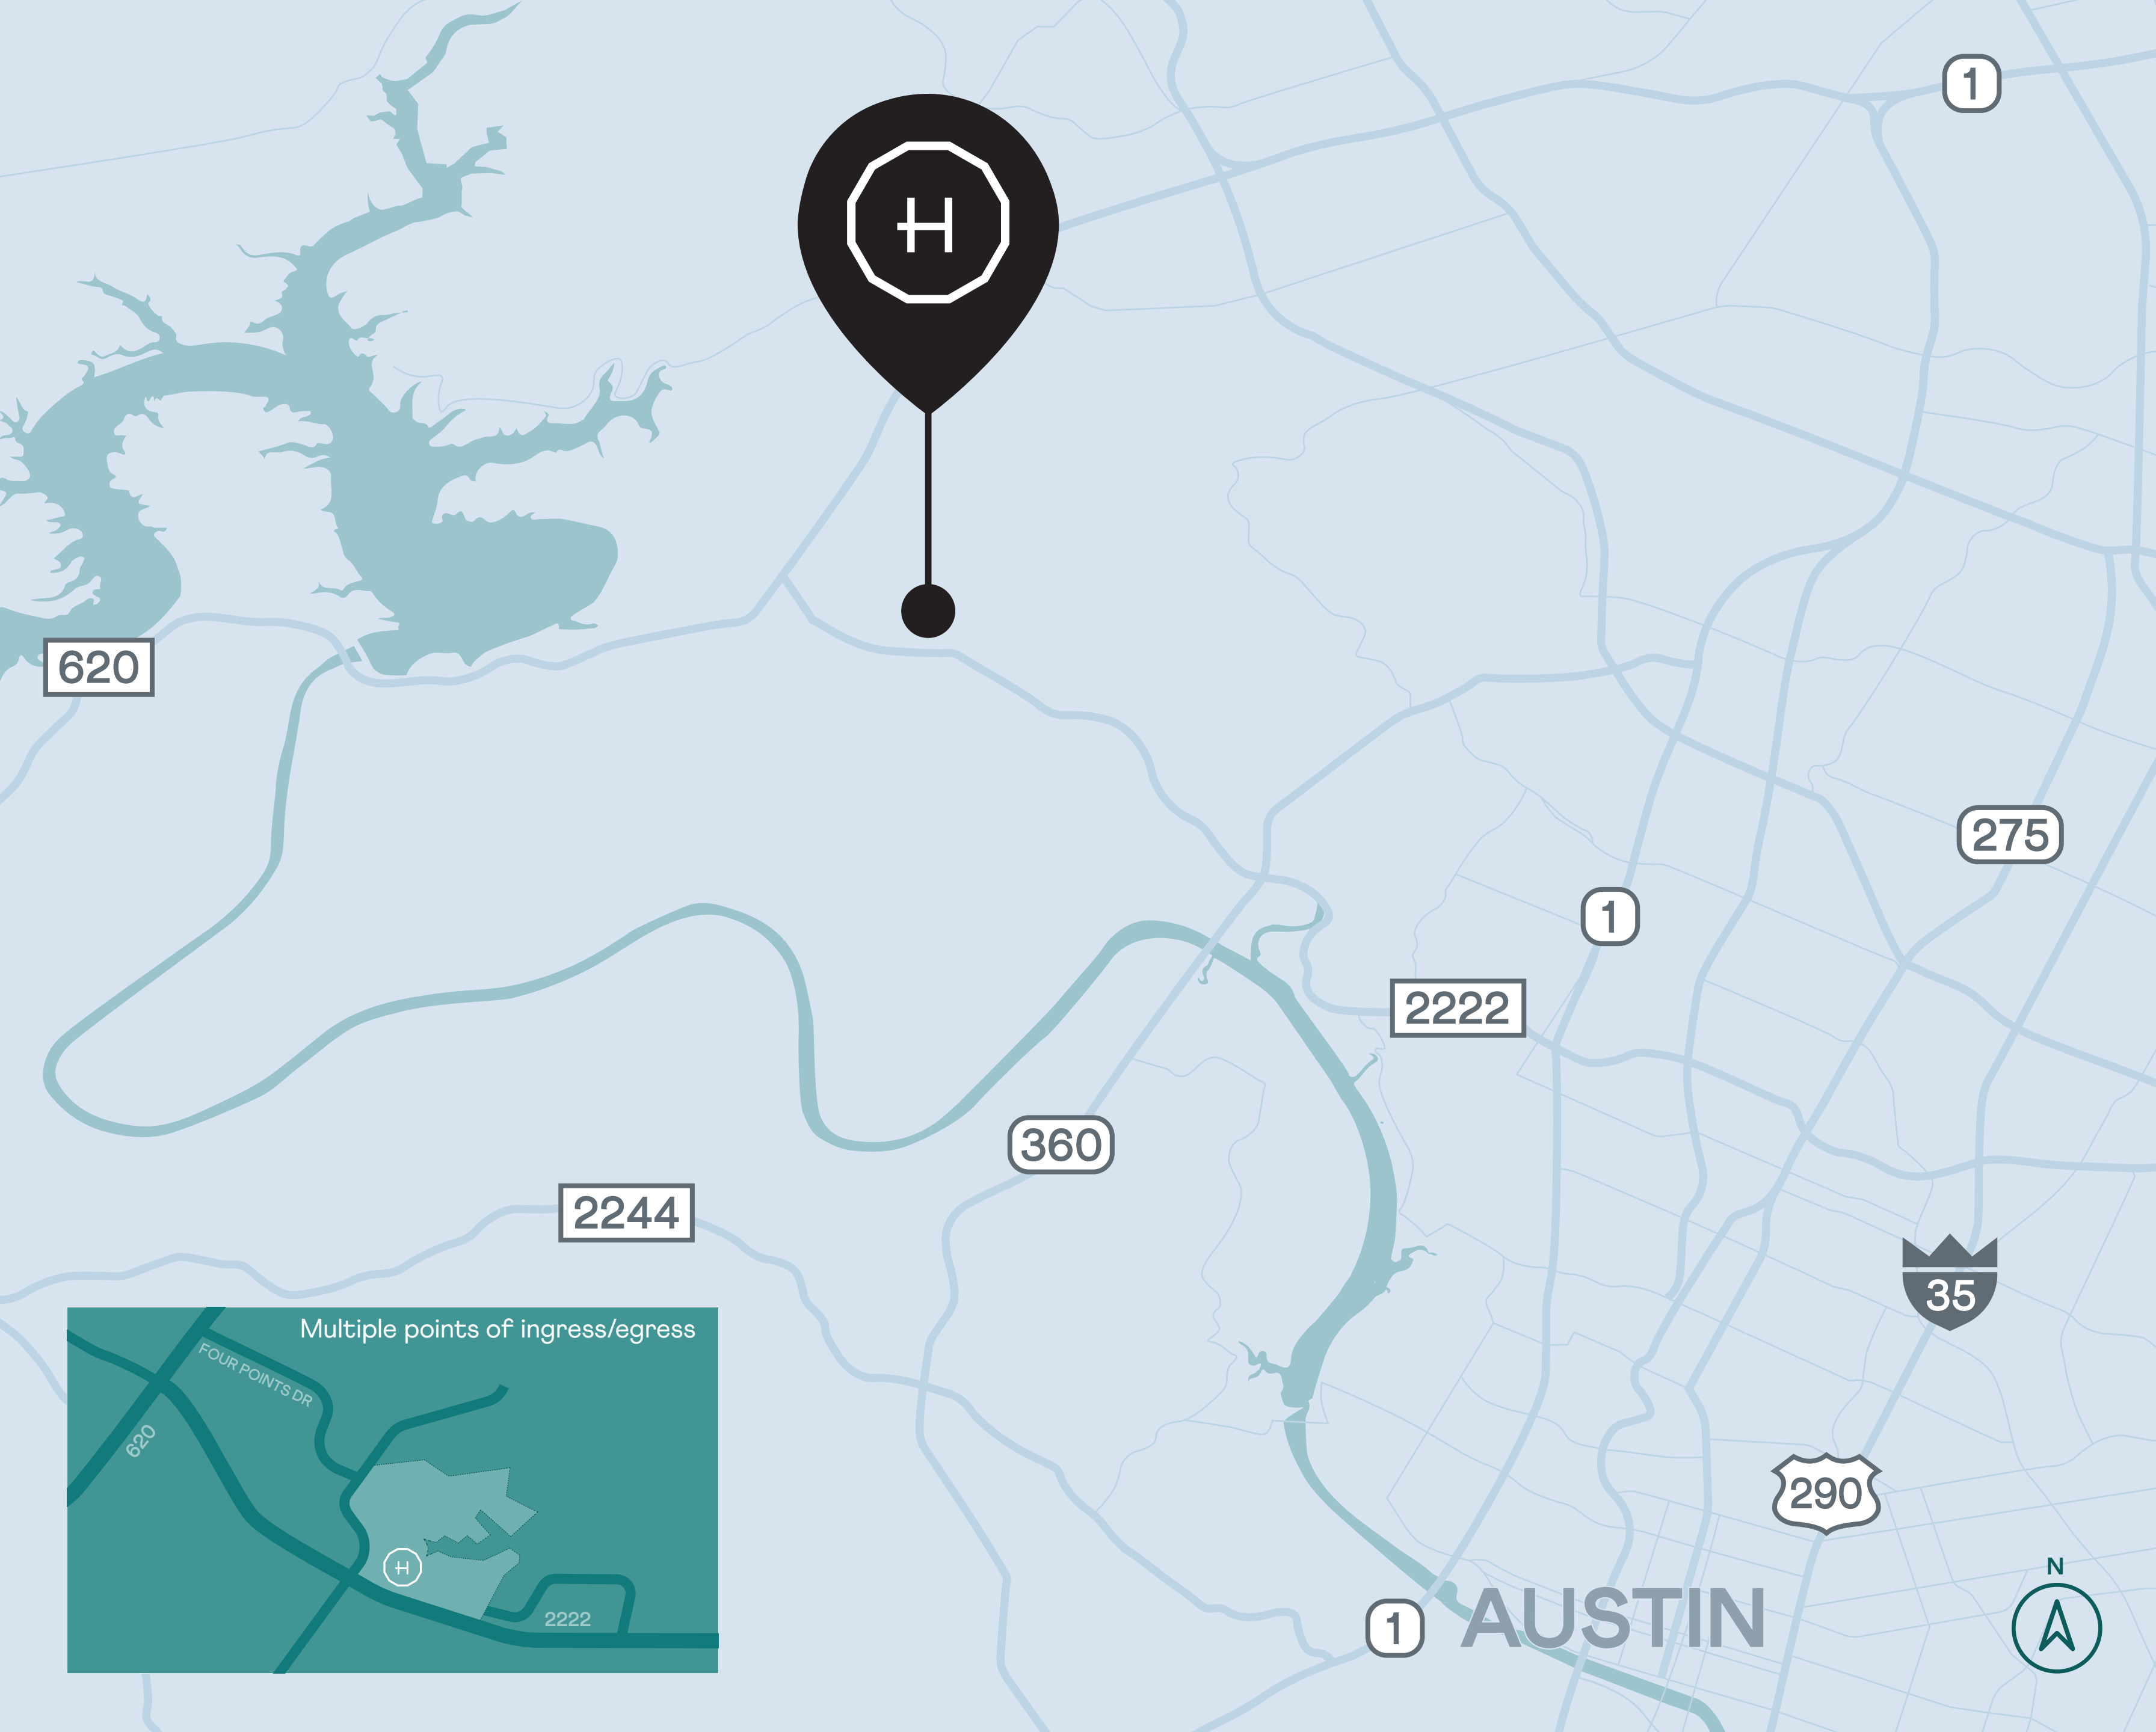 1
H
620
275
1
2222
360
2244
35
Multiple points of ingress/egress
FOUR POINTS DR
620
H
2222
290
N
1
AUSTIN